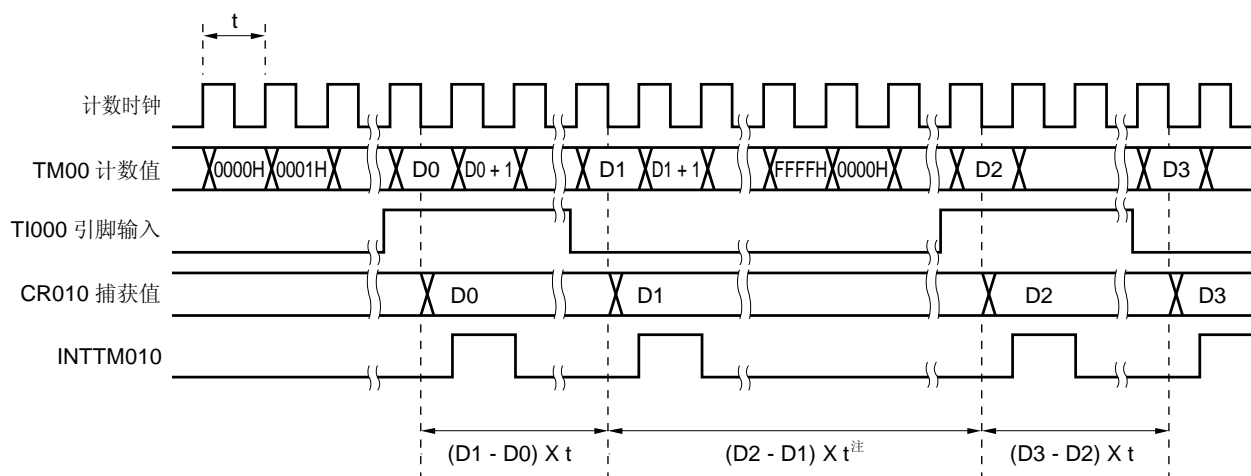 t
计数时钟
TM00 计数值 0000H 0001H D0 D0 + 1 D1 D1 + 1 FFFFH 0000H D2 D3
TI000 引脚输入
CR010 捕获值 D0 D1 D2 D3
INTTM010
(D1 - D0) X t (D2 - D1) X t注 (D3 - D2) X t